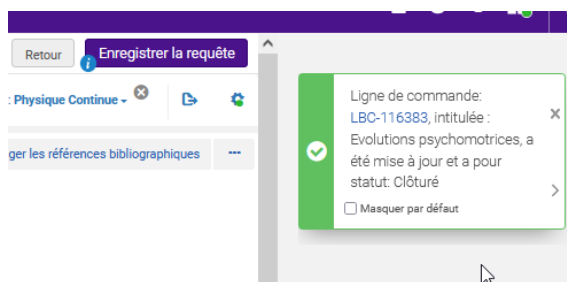 Retour
Enregistrer la requête
: Physique Continue
ger les références bibliographiques
Ligne de commande:
LBC-116383, intitulée :
Evolutions psychomotrices, a
été mise à jour et a pour
statut: Clôturé
Masquer par défaut